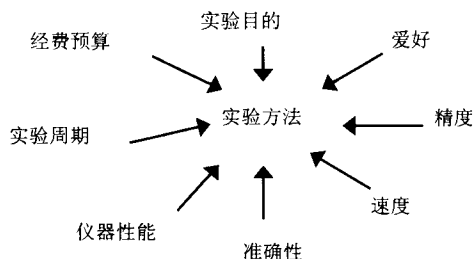 实验目的
经费预算
爱好
实验方法
精度
实验周期
速度
仪器性能
准确性